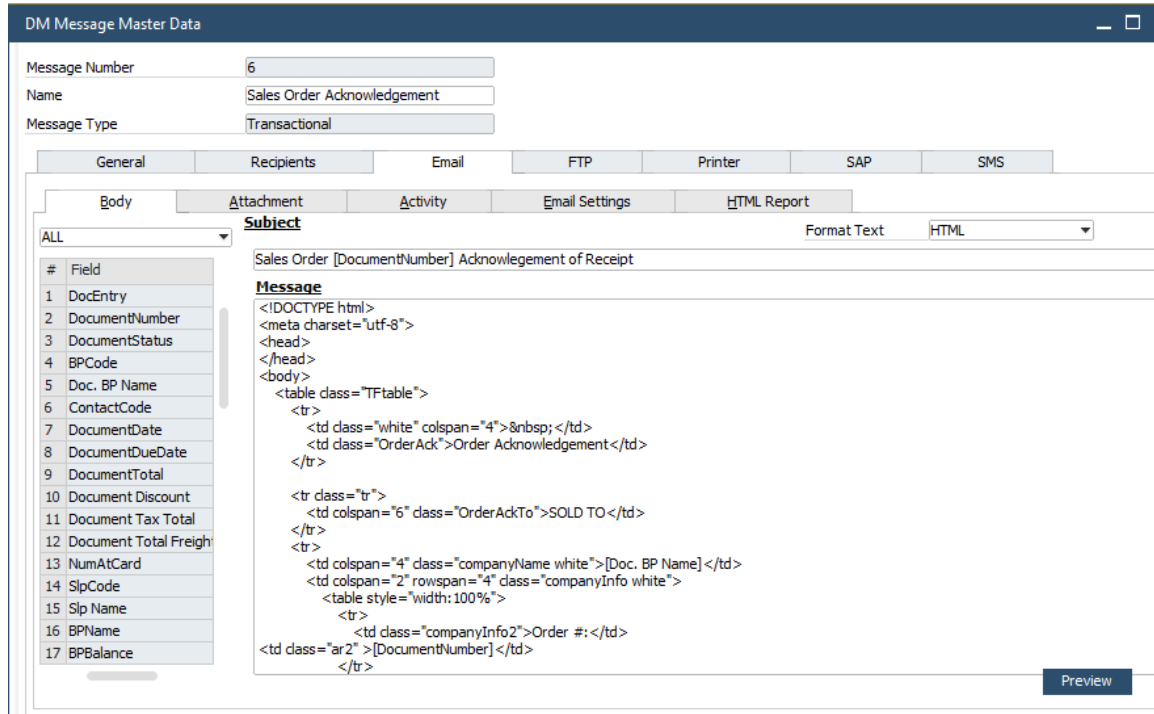 DM Message Master Data
Message Number 6
Name Sales Order Acknowledgement
Message Type Transactional
General Recipients Email FTP Printer SAP SMS
Body Attachment Activity Email Settings HTML Report
ALL
Subject
Format Text HTML
Sales Order [DocumentNumber] Acknowlegement of Receipt
# Field
1 DocEntry
2 DocumentNumber
3 DocumentStatus
4 BPCode
5 Doc. BP Name
6 ContactCode
7 DocumentDate
8 DocumentDueDate
9 DocumentTotal
10 Document Discount
11 Document Tax Total
12 Document Total Freigh
13 NumAtCard
14 SlpCode
15 Slp Name
16 BPName
17 BPBalance
Message
<!DOCTYPE html>
<meta charset="utf-8">
<head>
</head>
<body>
<table class="TFtable">
<tr>
<td class="white" colspan="4">&nbsp;</td>
<td class="OrderAck">Order Acknowledgement</td>
</tr>
<tr class="tr">
<td colspan="6" class="OrderAckTo">SOLD TO</td>
</tr>
<tr>
<td colspan="4" class="companyName white">[Doc. BP Name]</td>
<td colspan="2" rowspan="4" class="companyInfo white">
<table style="width:100%">
<tr>
<td class="companyInfo2">Order #:</td>
<td class="ar2" >[DocumentNumber]</td>
</tr>
Preview